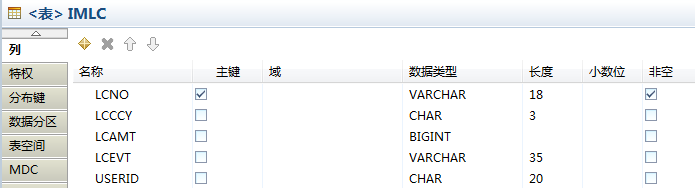 <表> IMLC
列
特权
分布键
数据分区
表空间
MDC
名称 主键 域 数据类型 长度 小数位 非空
LCNO VARCHAR 18
LCCCY CHAR 3
LCAMT BIGINT
LCEVT VARCHAR 35
USERID CHAR 20